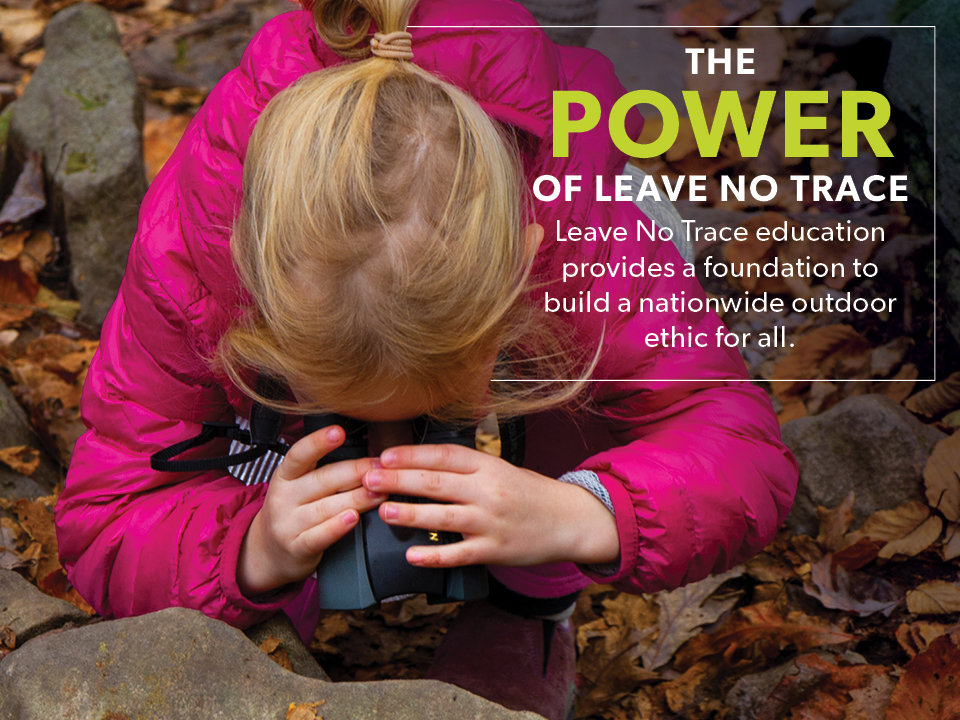 THE
POWER
OF LEAVE NO TRACE
Leave No Trace education
provides a foundation to
build a nationwide outdoor
ethic for all.
N